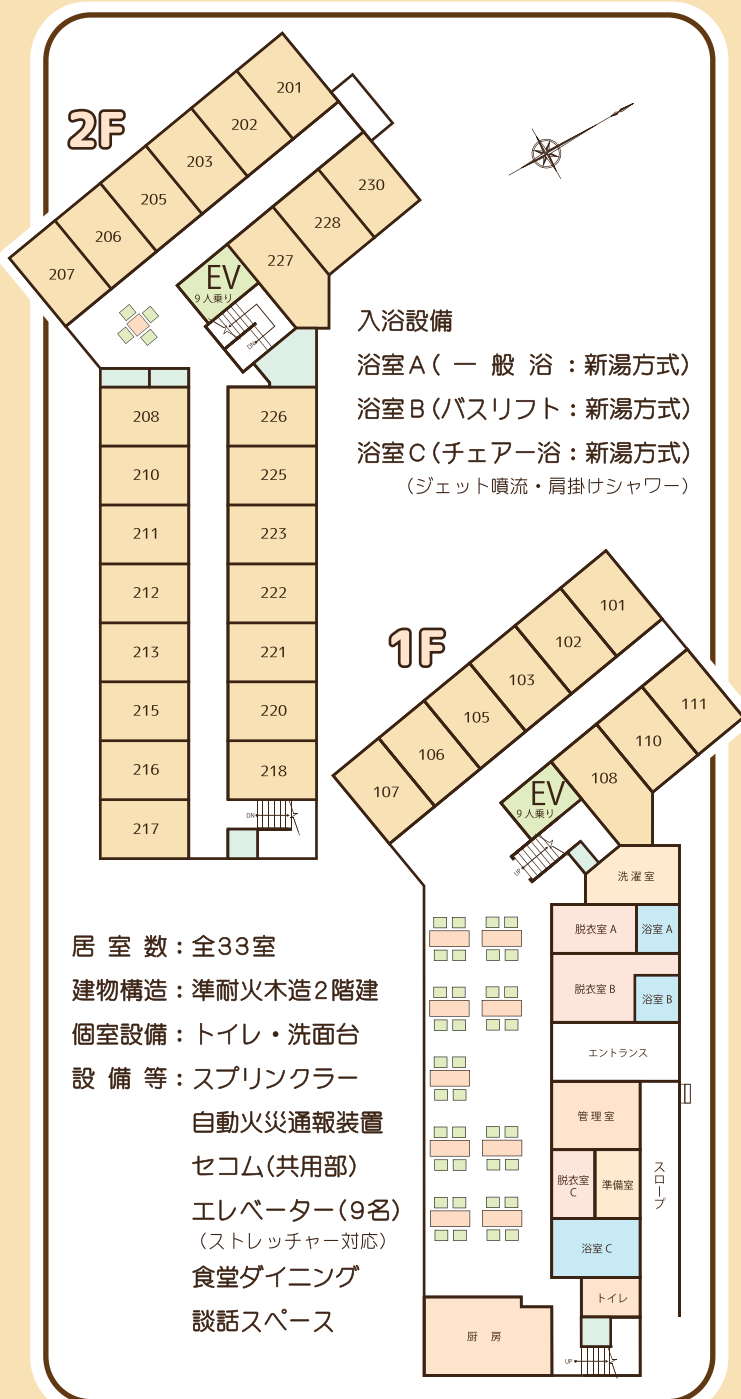 2F
201
202
203
205
206
207
230
228
227
EV
9人乗り
DN
208
210
211
212
213
215
216
217
226
225
223
222
221
220
218
DN
入浴設備
浴室A(一般浴:新湯方式)
浴室B(バスリフト:新湯方式)
浴室C(チェアー浴:新湯方式)
(ジェット噴流・肩掛けシャワー)
1F
101
102
103
105
106
107
111
110
108
EV
9人乗り
UP
洗濯室
脱衣室A
浴室A
脱衣室B
浴室B
エントランス
管理室
脱衣室
C
準備室
スロープ
浴室C
トイレ
厨 房
UP
居室数:全33室
建物構造:準耐火木造2階建
個室設備:トイレ・洗面台
設備等:スプリンクラー
自動火災通報装置
セコム(共用部)
エレベーター(9名)
(ストレッチャー対応)
食堂ダイニング
談話スペース